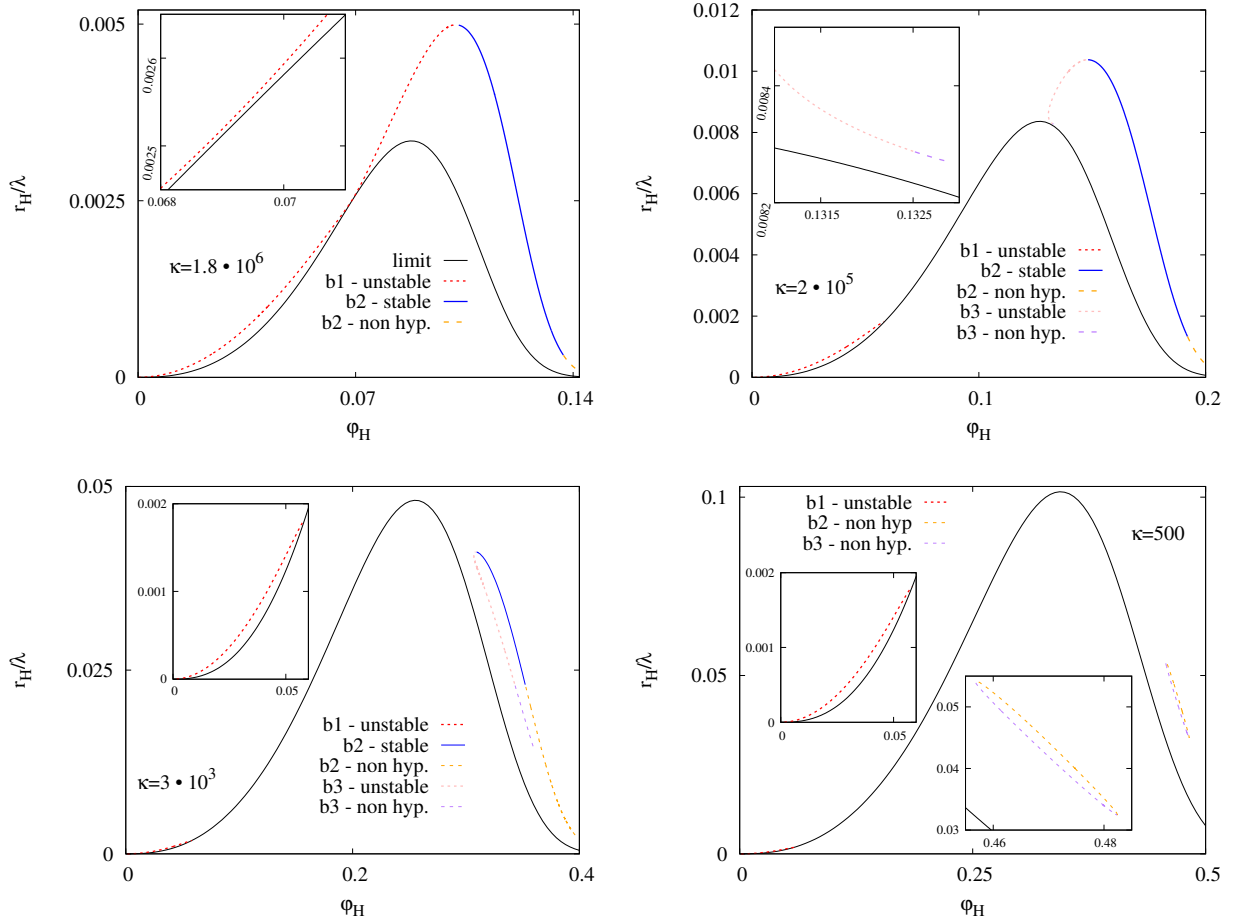 0.005
0.0025
0
r_H/λ
0.0026
0.0025
0.068
0.07
κ=1.8 • 10^6
limit
b1 - unstable
b2 - stable
b2 - non hyp.
0
0.07
0.14
φ_H
0.012
0.01
0.008
0.006
0.004
0.002
0
r_H/λ
0.0084
0.0082
0.1315
0.1325
κ=2 • 10^5
b1 - unstable
b2 - stable
b2 - non hyp.
b3 - unstable
b3 - non hyp.
0
0.1
0.2
φ_H
0.05
0.025
0
r_H/λ
0.002
0.001
0
0
0.05
κ=3 • 10^3
b1 - unstable
b2 - stable
b2 - non hyp.
b3 - unstable
b3 - non hyp.
0
0.2
0.4
φ_H
0.1
0.05
0
r_H/λ
b1 - unstable
b2 - non hyp
b3 - non hyp.
κ=500
0.002
0.001
0
0
0.05
0.05
0.04
0.03
0.46
0.48
0
0.25
0.5
φ_H